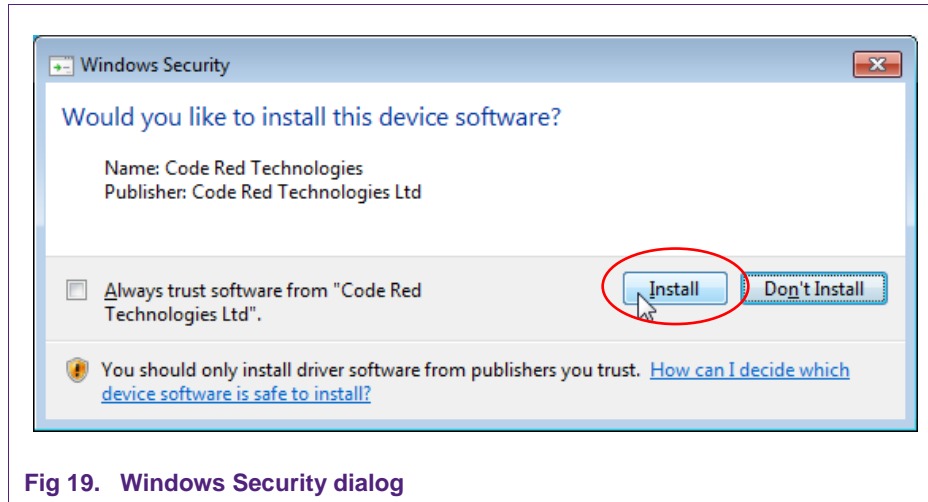 Windows Security
Would you like to install this device software?
Name: Code Red Technologies
Publisher: Code Red Technologies Ltd
Always trust software from "Code Red
Technologies Ltd".
Install
Don't Install
You should only install driver software from publishers you trust. How can I decide which
device software is safe to install?
Fig 19. Windows Security dialog